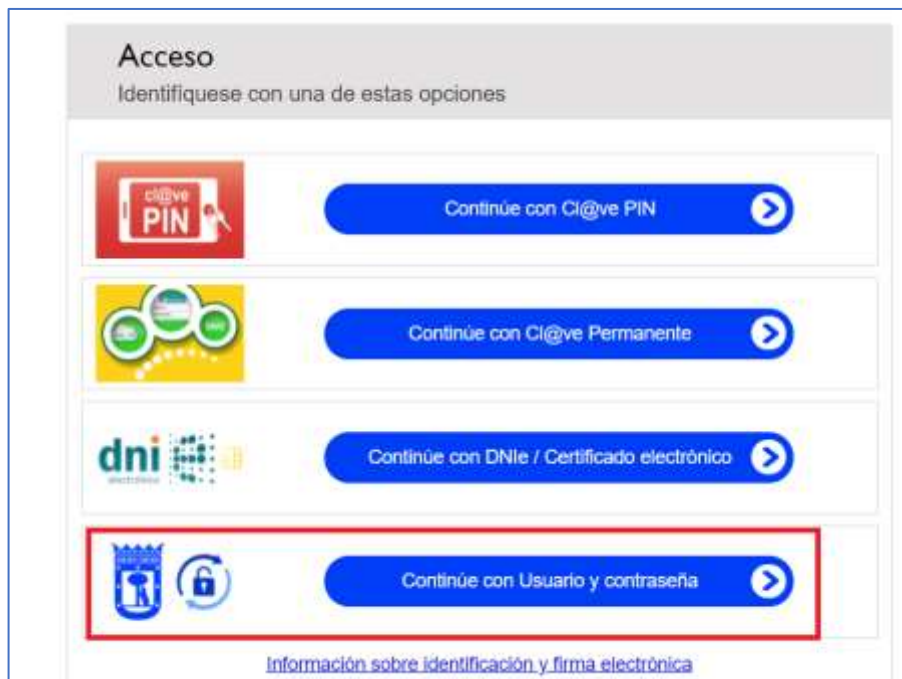 Acceso
Identifíquese con una de estas opciones
cl@ve
PIN
Continúe con Cl@ve PIN
Continúe con Cl@ve Permanente
dni
electrónico
Continúe con DNIe / Certificado electrónico
Continúe con Usuario y contraseña
Información sobre identificación y firma electrónica